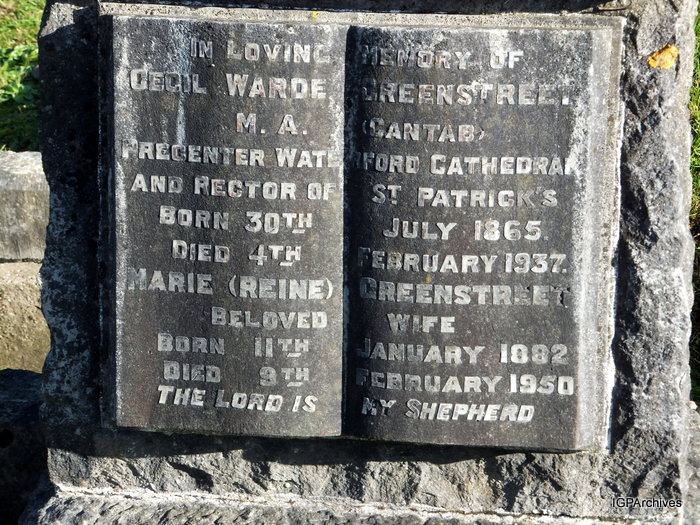 IN LOVING MEMORY OF
CECIL WARDE GREENSTREET
M. A. (CANTAB)
PRECENTER WATERFORD CATHEDRAL
AND RECTOR OF ST PATRICK'S
BORN 30TH JULY 1865.
DIED 4TH FEBRUARY 1937.
MARIE (REINE) GREENSTREET
BELOVED WIFE
BORN 11TH JANUARY 1882
DIED 9TH FEBRUARY 1950
THE LORD IS MY SHEPHERD
IGPArchives